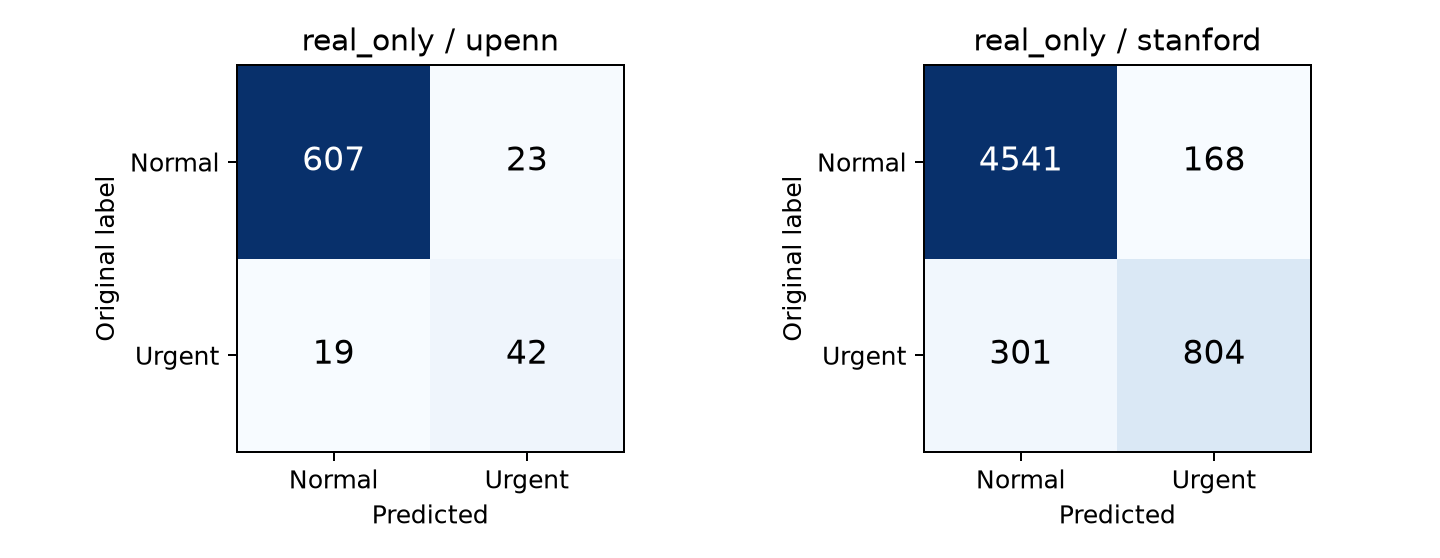 real_only / upenn
Original label
Normal
607
23
Urgent
19
42
Normal
Urgent
Predicted
real_only / stanford
Original label
Normal
4541
168
Urgent
301
804
Normal
Urgent
Predicted